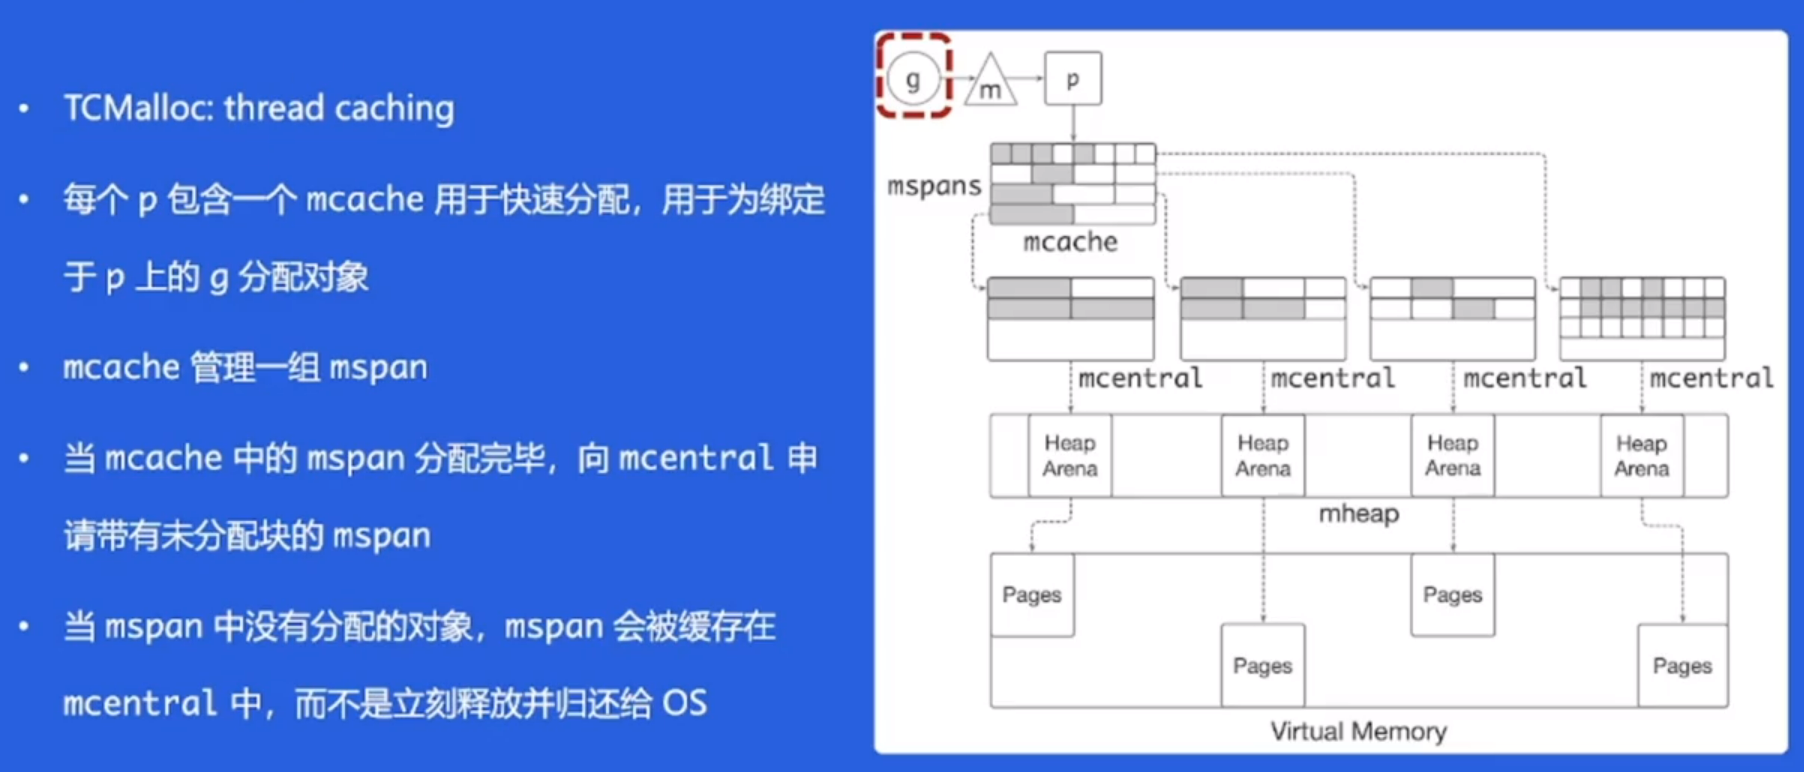 • TCMalloc: thread caching
• 每个 p 包含一个 mcache 用于快速分配，用于为绑定
于 p 上的 g 分配对象
• mcache 管理一组 mspan
• 当 mcache 中的 mspan 分配完毕，向 mcentral 申
请带有未分配块的 mspan
• 当 mspan 中没有分配的对象，mspan 会被缓存在
mcentral 中，而不是立刻释放并归还给 OS
g
m
p
mspans
mcache
mcentral
mcentral
mcentral
mcentral
Heap
Arena
Heap
Arena
Heap
Arena
Heap
Arena
mheap
Pages
Pages
Pages
Pages
Virtual Memory